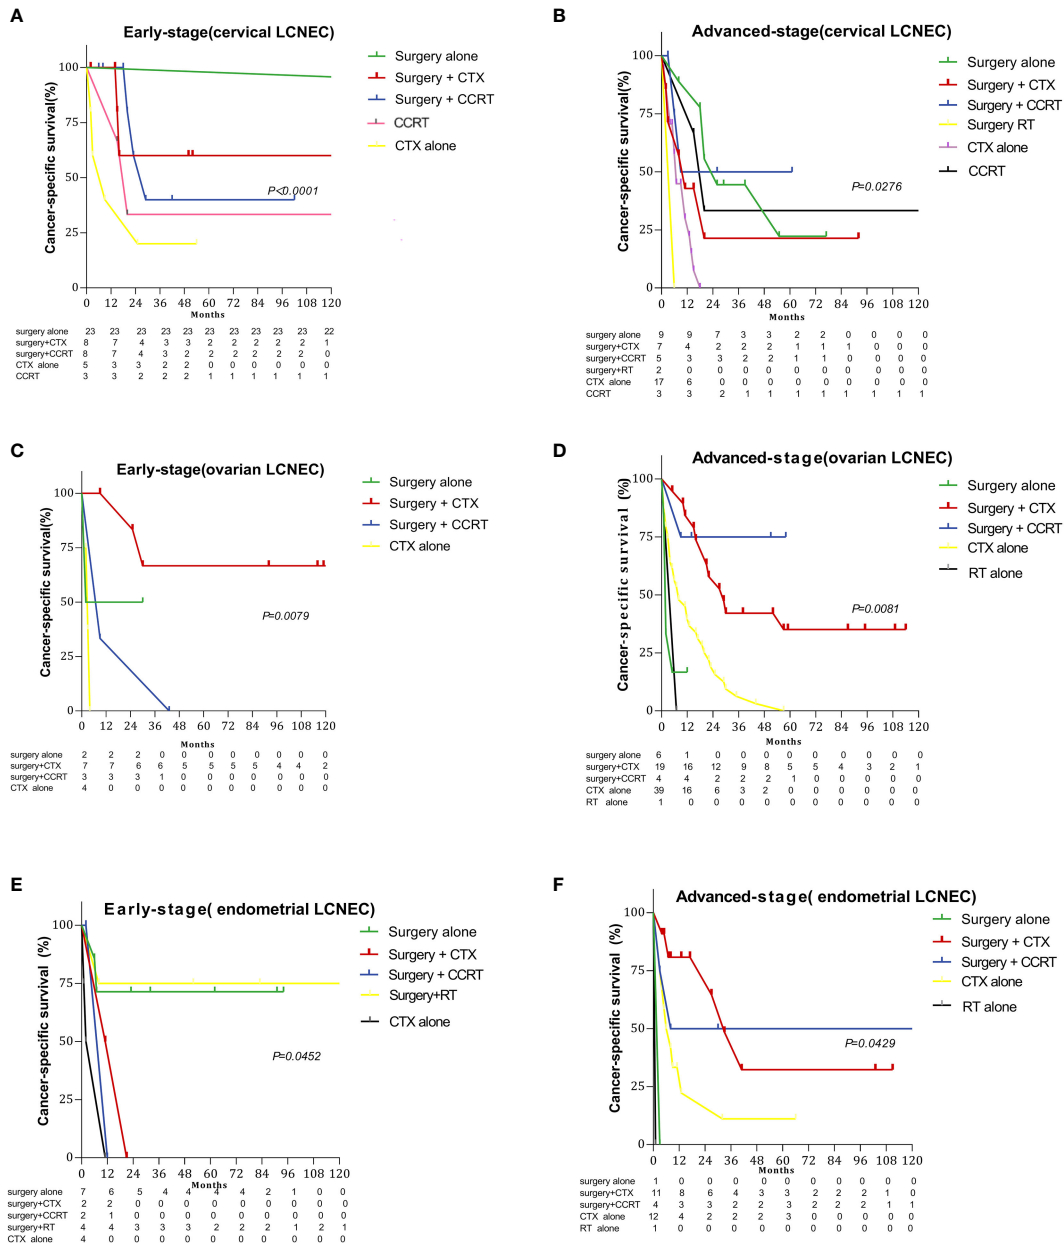 A
Early-stage(cervical LCNEC)
Cancer-specific survival(%)
100
75
50
25
0
0 12 24 36 48 60 72 84 96 108 120
Months
Surgery alone
Surgery + CTX
Surgery + CCRT
CCRT
CTX alone
P<0.0001
surgery alone 23 23 23 23 23 23 23 23 23 22
surgery+CTX 8 7 4 3 3 2 2 2 2 2 1
surgery+CCRT 8 7 4 3 2 2 2 2 2 2 0
CTX alone 5 3 3 2 2 0 0 0 0 0 0
CCRT 3 3 2 2 2 1 1 1 1 1 1
B
Advanced-stage(cervical LCNEC)
Cancer-specific survival(%)
100
75
50
25
0
0 12 24 36 48 60 72 84 96 108 120
Months
Surgery alone
Surgery + CTX
Surgery + CCRT
Surgery RT
CTX alone
CCRT
P=0.0276
surgery alone 9 9 7 3 3 2 2 0 0 0 0
surgery+CTX 7 4 2 2 2 1 1 1 0 0 0
surgery+CCRT 5 3 3 2 2 1 1 0 0 0 0
surgery+RT 2 0 0 0 0 0 0 0 0 0 0
CTX alone 17 6 0 0 0 0 0 0 0 0 0
CCRT 3 3 2 1 1 1 1 1 1 1 1
C
Early-stage(ovarian LCNEC)
Cancer-specific survival(%)
100
75
50
25
0
0 12 24 36 48 60 72 84 96 108 120
Months
Surgery alone
Surgery + CTX
Surgery + CCRT
CTX alone
P=0.0079
surgery alone 2 2 2 0 0 0 0 0 0 0 0
surgery+CTX 7 7 6 6 5 5 5 5 4 4 2
surgery+CCRT 3 3 3 1 0 0 0 0 0 0 0
CTX alone 4 0 0 0 0 0 0 0 0 0 0
D
Advanced-stage(ovarian LCNEC)
Cancer-specific survival (%)
100
75
50
25
0
0 12 24 36 48 60 72 84 96 108 120
Months
Surgery alone
Surgery + CTX
Surgery + CCRT
CTX alone
RT alone
P=0.0081
surgery alone 6 1 0 0 0 0 0 0 0 0 0
surgery+CTX 19 16 12 9 8 5 5 4 3 2 1
surgery+CCRT 4 4 2 2 2 1 0 0 0 0 0
CTX alone 39 16 6 3 2 0 0 0 0 0 0
RT alone 1 0 0 0 0 0 0 0 0 0 0
E
Early-stage( endometrial LCNEC)
Cancer-specific survival (%)
100
75
50
25
0
0 12 24 36 48 60 72 84 96 108 120
Months
Surgery alone
Surgery + CTX
Surgery + CCRT
Surgery+RT
CTX alone
P=0.0452
surgery alone 7 6 5 4 4 4 4 2 1 0 0
surgery+CTX 2 2 0 0 0 0 0 0 0 0 0
surgery+CCRT 2 1 0 0 0 0 0 0 0 0 0
surgery+RT 4 4 3 3 3 2 2 2 1 2 1
CTX alone 4 0 0 0 0 0 0 0 0 0 0
F
Advanced-stage( endometrial LCNEC)
Cancer-specific survival (%)
100
75
50
25
0
0 12 24 36 48 60 72 84 96 108 120
Months
Surgery alone
Surgery + CTX
Surgery + CCRT
CTX alone
RT alone
P=0.0429
surgery alone 1 0 0 0 0 0 0 0 0 0 0
surgery+CTX 11 8 6 4 3 3 2 2 2 1 0
surgery+CCRT 4 3 3 2 2 3 2 2 2 1 1
CTX alone 12 4 2 2 2 3 0 0 0 0 0
RT alone 1 0 0 0 0 0 0 0 0 0 0